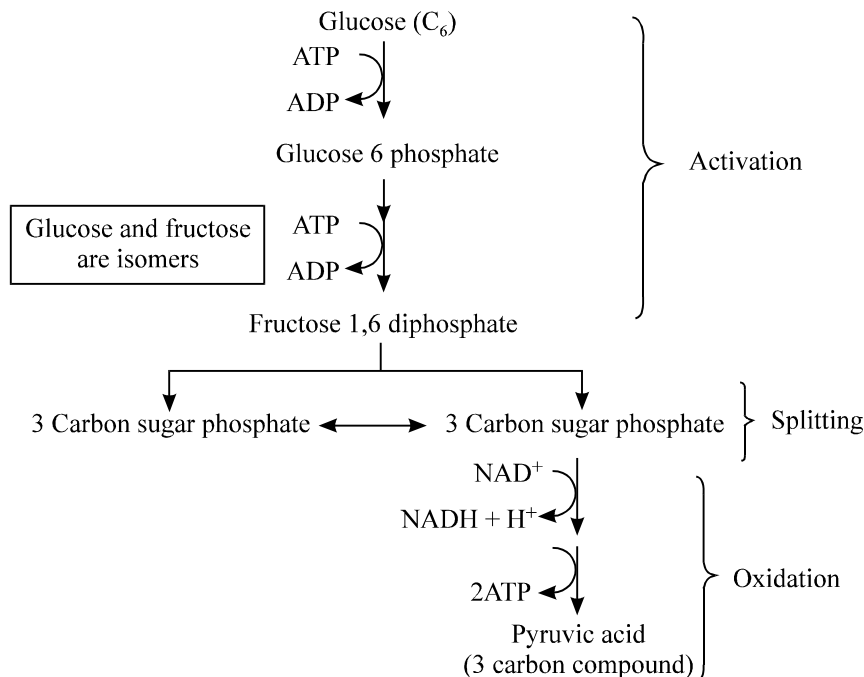 Glucose (C₆)
ATP
ADP
Glucose 6 phosphate
Activation
Glucose and fructose
are isomers
ATP
ADP
Fructose 1,6 diphosphate
3 Carbon sugar phosphate
3 Carbon sugar phosphate
Splitting
NAD⁺
NADH + H⁺
2ATP
Oxidation
Pyruvic acid
(3 carbon compound)